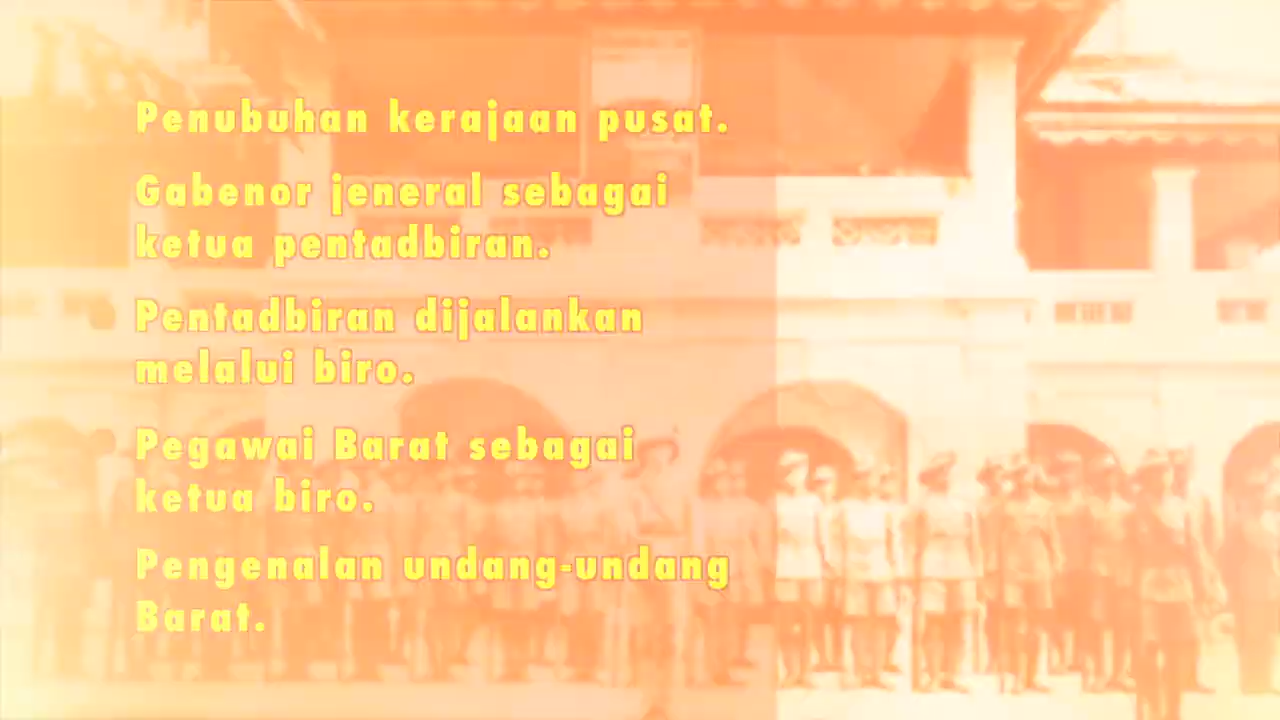 Penubuhan kerajaan pusat.
Gabenor jeneral sebagai
ketua pentadbiran.
Pentadbiran dijalankan
melalui biro.
Pegawai Barat sebagai
ketua biro.
Pengenalan undang-undang
Barat.